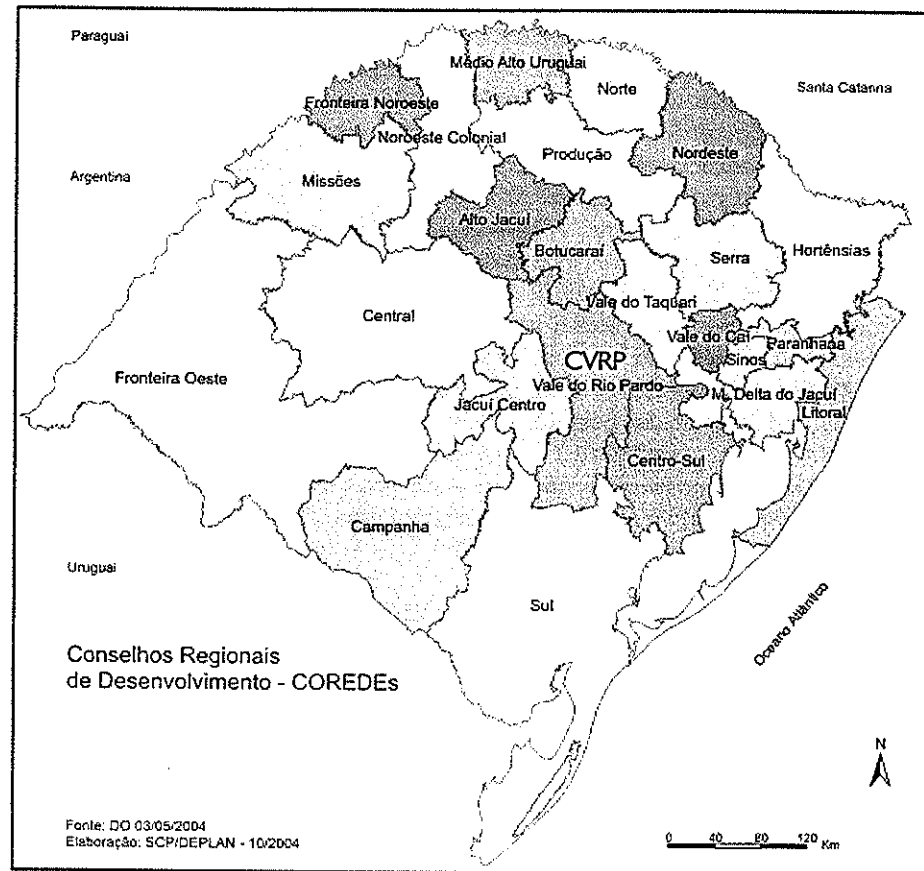 Paraguai
Médio Alto Uruguai
Norte
Santa Catarina
Fronteira Noroeste
Noroeste Colonial
Produção
Nordeste
Argentina
Missões
Alto Jacuí
Botucaraí
Serra
Hortênsias
Central
Vale do Taquari
Vale do Caí
Sinos
Paranhana
CVRP
Fronteira Oeste
Vale do Rio Pardo
M. Delta do Jacuí
Jacuí Centro
Litoral
Centro-Sul
Campanha
Uruguai
Sul
Oceano Atlântico
Conselhos Regionais
de Desenvolvimento - COREDEs
N
Fonte: DO 03/05/2004
Elaboração: SCP/DEPLAN - 10/2004
0 40 80 120 Km